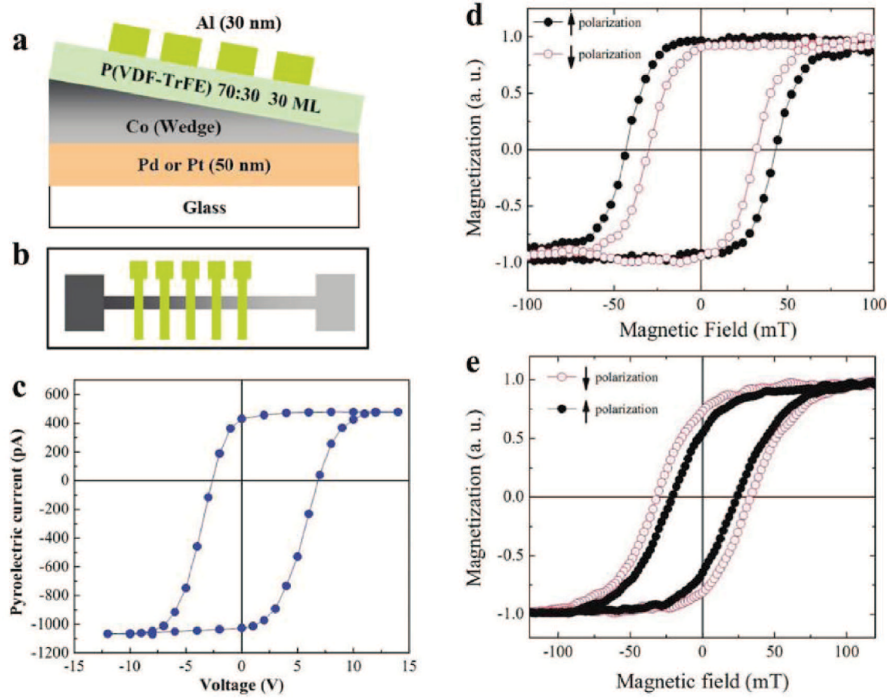 a
Al (30 nm)
P(VDF-TrFE) 70:30 30 ML
Co (Wedge)
Pd or Pt (50 nm)
Glass
b
c
Pyroelectric current (pA)
600
400
200
0
-200
-400
-600
-800
-1000
-1200
-15 -10 -5 0 5 10 15
Voltage (V)
d
polarization
polarization
Magnetization (a. u.)
1.0
0.5
0.0
-0.5
-1.0
-100 -50 0 50 100
Magnetic Field (mT)
e
polarization
polarization
Magnetization (a. u.)
1.0
0.5
0.0
-0.5
-1.0
-100 -50 0 50 100
Magnetic field (mT)